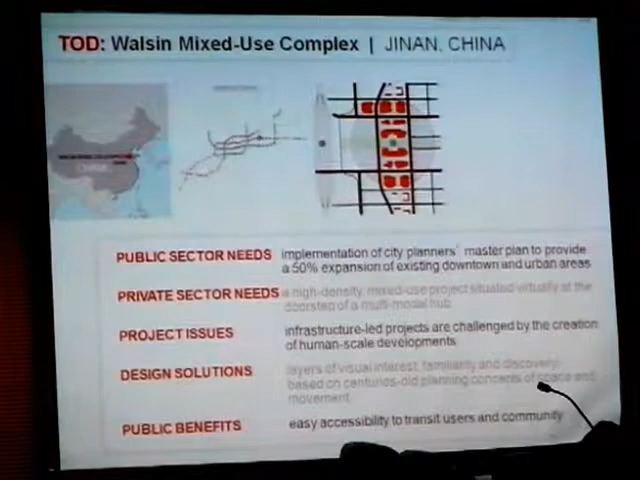 TOD: Walsin Mixed-Use Complex | JINAN, CHINA
CHINA
PUBLIC SECTOR NEEDS implementation of city planners' master plan to provide
a 50% expansion of existing downtown and urban areas
PRIVATE SECTOR NEEDS a high-density, mixed-use project situated virtually at the
doorstep of a multi-modal hub
PROJECT ISSUES infrastructure-led projects are challenged by the creation
of human-scale developments
DESIGN SOLUTIONS layers of visual interest, familiarity and discovery,
based on centuries-old planning concepts of space and
movement
PUBLIC BENEFITS easy accessibility to transit users and community